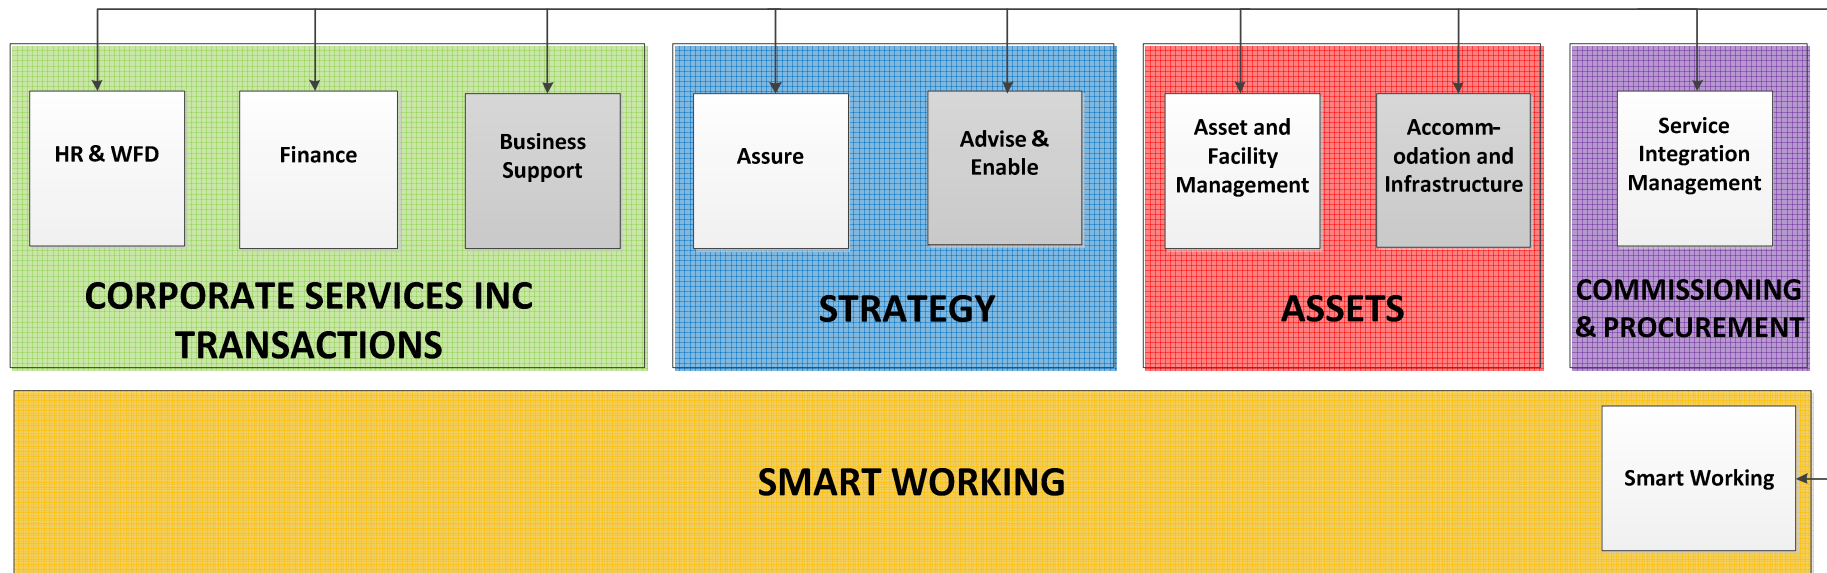 HR & WFD
Finance
Business
Support
Assure
Advise &
Enable
Asset and
Facility
Management
Accomm-
odation and
Infrastructure
Service
Integration
Management
CORPORATE SERVICES INC
TRANSACTIONS
STRATEGY
ASSETS
COMMISSIONING
& PROCUREMENT
SMART WORKING
Smart Working